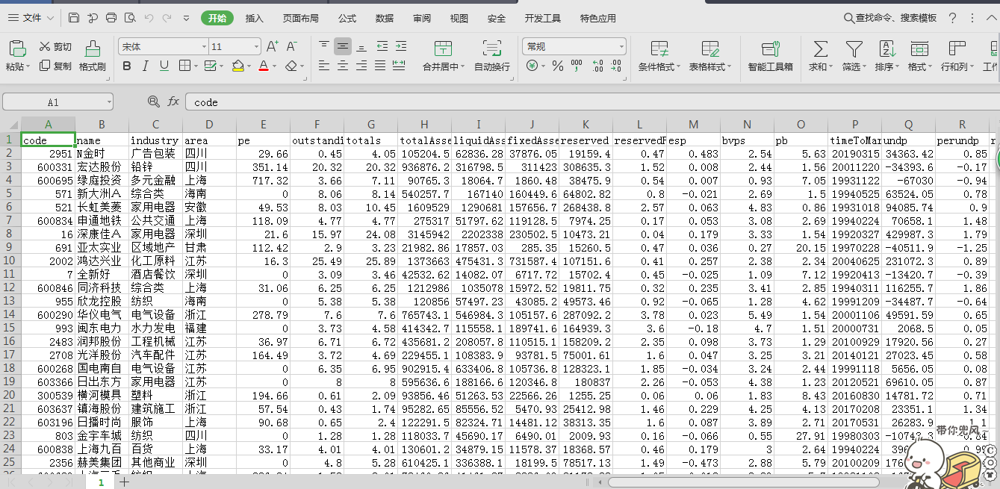 文件 开始 插入 页面布局 公式 数据 审阅 视图 安全 开发工具 特色应用 查找命令、搜索模板 ?
剪切 宋体 11 常规
粘贴 复制 格式刷 B I U A 合并居中 自动换行 ¥ % 000 条件格式 表格样式 智能工具箱 求和 筛选 排序 格式 行和列
A1 fx code
A B C D E F G H I J K L M N O P Q R
1 code name industry area pe outstandi totals totalAsse liquidAss fixedAsse reserved reservedP esp bvps pb timeToMar undp perundp
2 2951 N金时 广告包装 四川 29.66 0.45 4.05 105204.5 62836.28 37876.05 19159.4 0.47 0.483 2.54 5.63 20190315 34363.42 0.85
3 600331 宏达股份 铅锌 四川 351.14 20.32 20.32 936876.2 316798.5 311423 308635.3 1.52 0.008 2.44 1.56 20011220 -34393.6 -0.17
4 600695 绿庭投资 多元金融 上海 717.32 3.66 7.11 90765.3 18064.7 1860.48 38475.9 0.54 0.007 0.93 7.05 19931122 -67030 -0.94
5 571 新大洲A 综合类 海南 0 8.06 8.14 540257.7 167140 160449.6 64802.82 0.8 -0.021 2.69 1.5 19940525 63524.05 0.78
6 521 长虹美菱 家用电器 安徽 49.53 8.03 10.45 1609529 1290681 157656.7 268438.8 2.57 0.063 4.83 0.86 19931018 94085.74 0.9
7 600834 申通地铁 公共交通 上海 118.09 4.77 4.77 275317 51797.62 119128.5 7974.25 0.17 0.053 3.08 2.69 19940224 70658.1 1.48
8 16 深康佳A 家用电器 深圳 21.6 15.97 24.08 3145942 2202338 230502.5 10473.21 0.04 0.179 3.33 1.54 19920327 429987.3 1.79
9 691 亚太实业 区域地产 甘肃 112.42 2.9 3.23 21982.86 17857.03 285.35 15260.5 0.47 0.036 0.27 20.15 19970228 -40511.9 -1.25
10 2002 鸿达兴业 化工原料 江苏 16.3 25.49 25.89 1373663 475431.3 731587.4 107151.6 0.41 0.257 2.38 2.34 20040625 231072.3 0.89
11 7 全新好 酒店餐饮 深圳 0 3.09 3.46 42532.62 14082.07 6717.72 15702.4 0.45 -0.025 1.09 7.12 19920413 -13420.7 -0.39
12 600846 同济科技 综合类 上海 31.06 6.25 6.25 1212986 1035078 15972.52 19811.75 0.32 0.235 3.41 2.85 19940311 116255.7 1.86
13 955 欣龙控股 纺织 海南 0 5.38 5.38 120856 57497.23 43085.2 49573.46 0.92 -0.065 1.28 4.62 19991209 -34487.7 -0.64
14 600290 华仪电气 电气设备 浙江 278.79 7.6 7.6 765743.1 546984.3 105157.6 287092.2 3.78 0.023 5.49 1.54 20001106 49591.59 0.65
15 993 闽东电力 水力发电 福建 0 3.73 4.58 414342.7 115558.1 189741.6 164939.3 3.6 -0.18 4.7 1.51 20000731 2068.5 0.05
16 2483 润邦股份 工程机械 江苏 36.97 6.71 6.72 435681.2 208057.8 110515.1 158209.2 2.35 0.098 3.73 1.29 20100929 17920.56 0.27
17 2708 光洋股份 汽车配件 江苏 164.49 3.72 4.69 229455.1 108383.9 93781.5 75001.61 1.6 0.047 3.25 3.21 20140121 27023.45 0.58
18 600268 国电南自 电气设备 江苏 0 6.35 6.95 902915.4 633406.8 105736.8 128323.1 1.85 -0.034 3.24 2.44 19991118 5656.05 0.08
19 603366 日出东方 家用电器 江苏 0 8 8 595636.6 188166.6 120346.8 180837 2.26 -0.053 4.38 1.23 20120521 69610.05 0.87
20 300539 横河模具 塑料 浙江 194.66 0.61 2.09 93856.46 51263.53 22566.26 1255.25 0.06 0.06 1.83 8.43 20160830 14781.72 0.71
21 603637 镇海股份 建筑施工 浙江 57.54 0.43 1.74 95282.65 85556.52 5470.93 25412.98 1.46 0.229 4.25 4.13 20170208 23351.1 1.34
22 603196 日播时尚 服饰 上海 90.68 0.65 2.4 122291.5 82324.71 14481.12 38313.35 1.6 0.087 3.89 2.71 20170531 26283.9 1.1
23 803 金宇车城 纺织 四川 0 1.28 1.28 118033.7 45690.17 6490.01 2009.93 0.16 -0.066 0.55 27.91 19980303
24 600838 上海九百 百货 上海 33.17 4.01 4.01 130601.2 34879.15 11578.37 18368.57 0.46 0.179 3 2.64 19940224
25 2356 赫美集团 其他商业 深圳 0 4.8 5.28 610425.1 336388.1 18199.5 78517.13 1.49 -0.473 2.88 5.79 20100209
带你兜风~
1